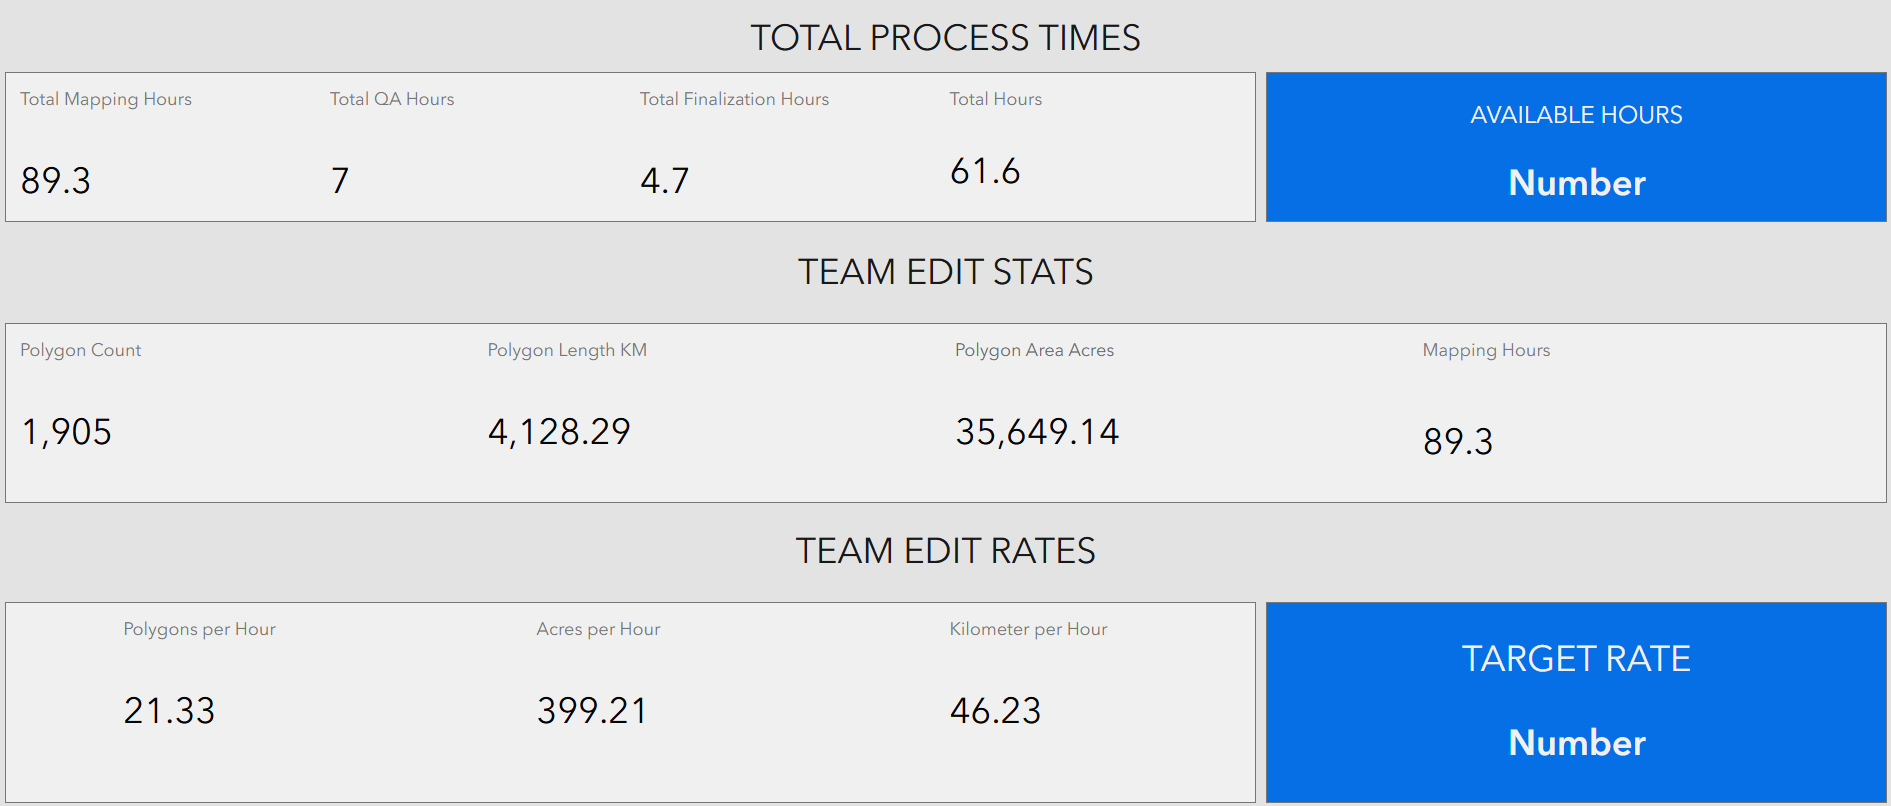 TOTAL PROCESS TIMES
Total Mapping Hours
Total QA Hours
Total Finalization Hours
Total Hours
89.3
7
4.7
61.6
AVAILABLE HOURS
Number
TEAM EDIT STATS
Polygon Count
Polygon Length KM
Polygon Area Acres
Mapping Hours
1,905
4,128.29
35,649.14
89.3
TEAM EDIT RATES
Polygons per Hour
Acres per Hour
Kilometer per Hour
21.33
399.21
46.23
TARGET RATE
Number